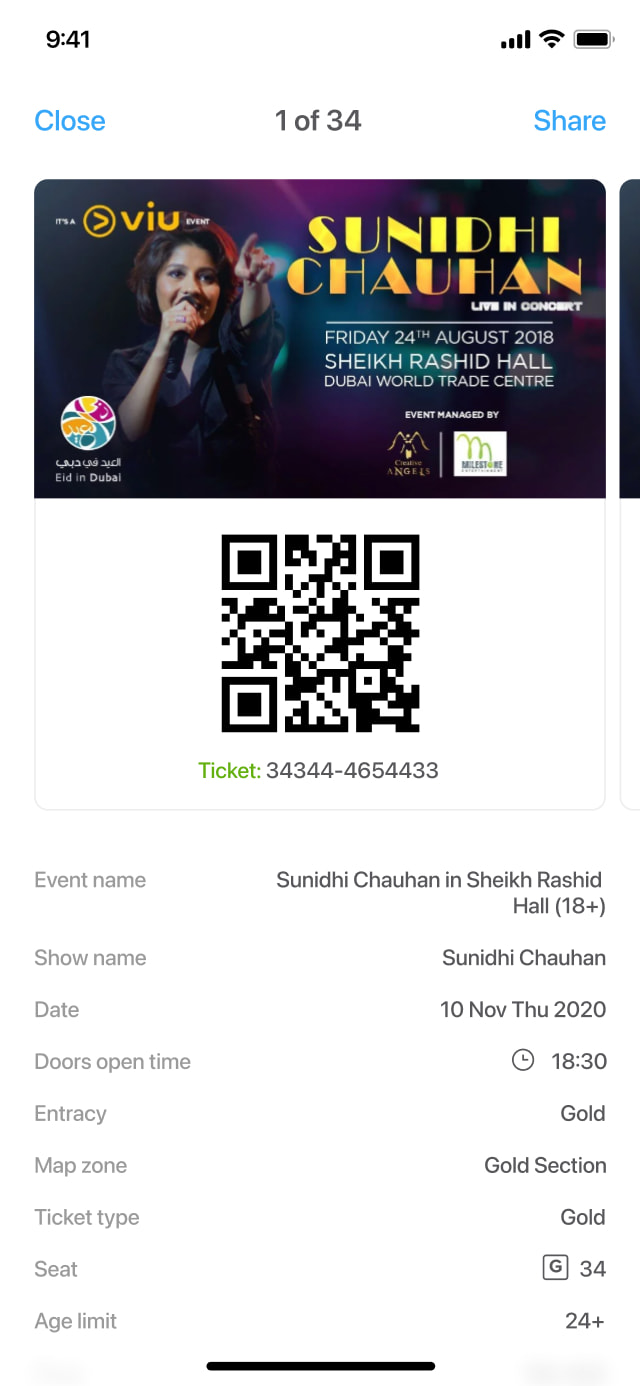 9:41
Close
1 of 34
Share
IT'S A viu EVENT
SUNIDHI
CHAUHAN
LIVE IN CONCERT
FRIDAY 24TH AUGUST 2018
SHEIKH RASHID HALL
DUBAI WORLD TRADE CENTRE
EVENT MANAGED BY
Creative
ANGELS
MILESTONE
ENTERTAINMENT
العيد في دبي
Eid in Dubai
Ticket: 34344-4654433
Event name
Sunidhi Chauhan in Sheikh Rashid
Hall (18+)
Show name
Sunidhi Chauhan
Date
10 Nov Thu 2020
Doors open time
18:30
Entracy
Gold
Map zone
Gold Section
Ticket type
Gold
Seat
G 34
Age limit
24+